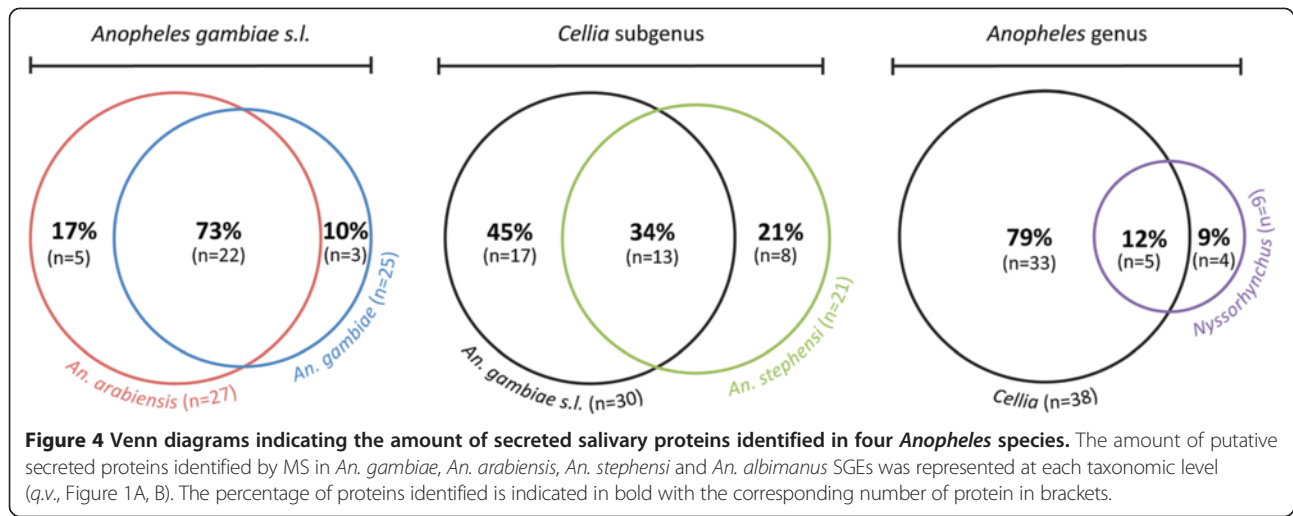 Anopheles gambiae s.l.
Cellia subgenus
Anopheles genus
17%
(n=5)
73%
(n=22)
10%
(n=3)
An. arabiensis (n=27)
An. gambiae (n=25)
45%
(n=17)
34%
(n=13)
21%
(n=8)
An. gambiae s.l. (n=30)
An. stephensi (n=21)
79%
(n=33)
12%
(n=5)
9%
(n=4)
Cellia (n=38)
Nyssorhynchus (n=9)
Figure 4 Venn diagrams indicating the amount of secreted salivary proteins identified in four Anopheles species. The amount of putative
secreted proteins identified by MS in An. gambiae, An. arabiensis, An. stephensi and An. albimanus SGEs was represented at each taxonomic level
(q.v., Figure 1A, B). The percentage of proteins identified is indicated in bold with the corresponding number of protein in brackets.